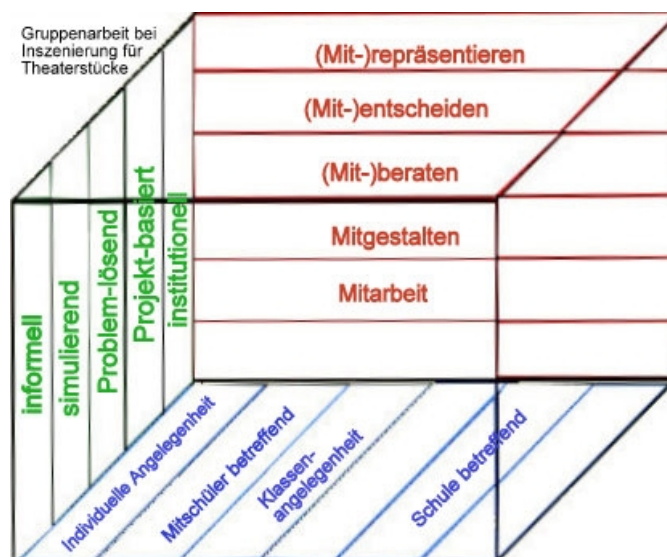 Gruppenarbeit bei
Inszenierung für
Theaterstücke
(Mit-)repräsentieren
(Mit-)entscheiden
(Mit-)beraten
Mitgestalten
Mitarbeit
informell
simulierend
Problem-lösend
Projekt-basiert
institutionell
Individuelle Angelegenheit
Mitschüler betreffend
Klassen-
angelegenheit
Schule betreffend